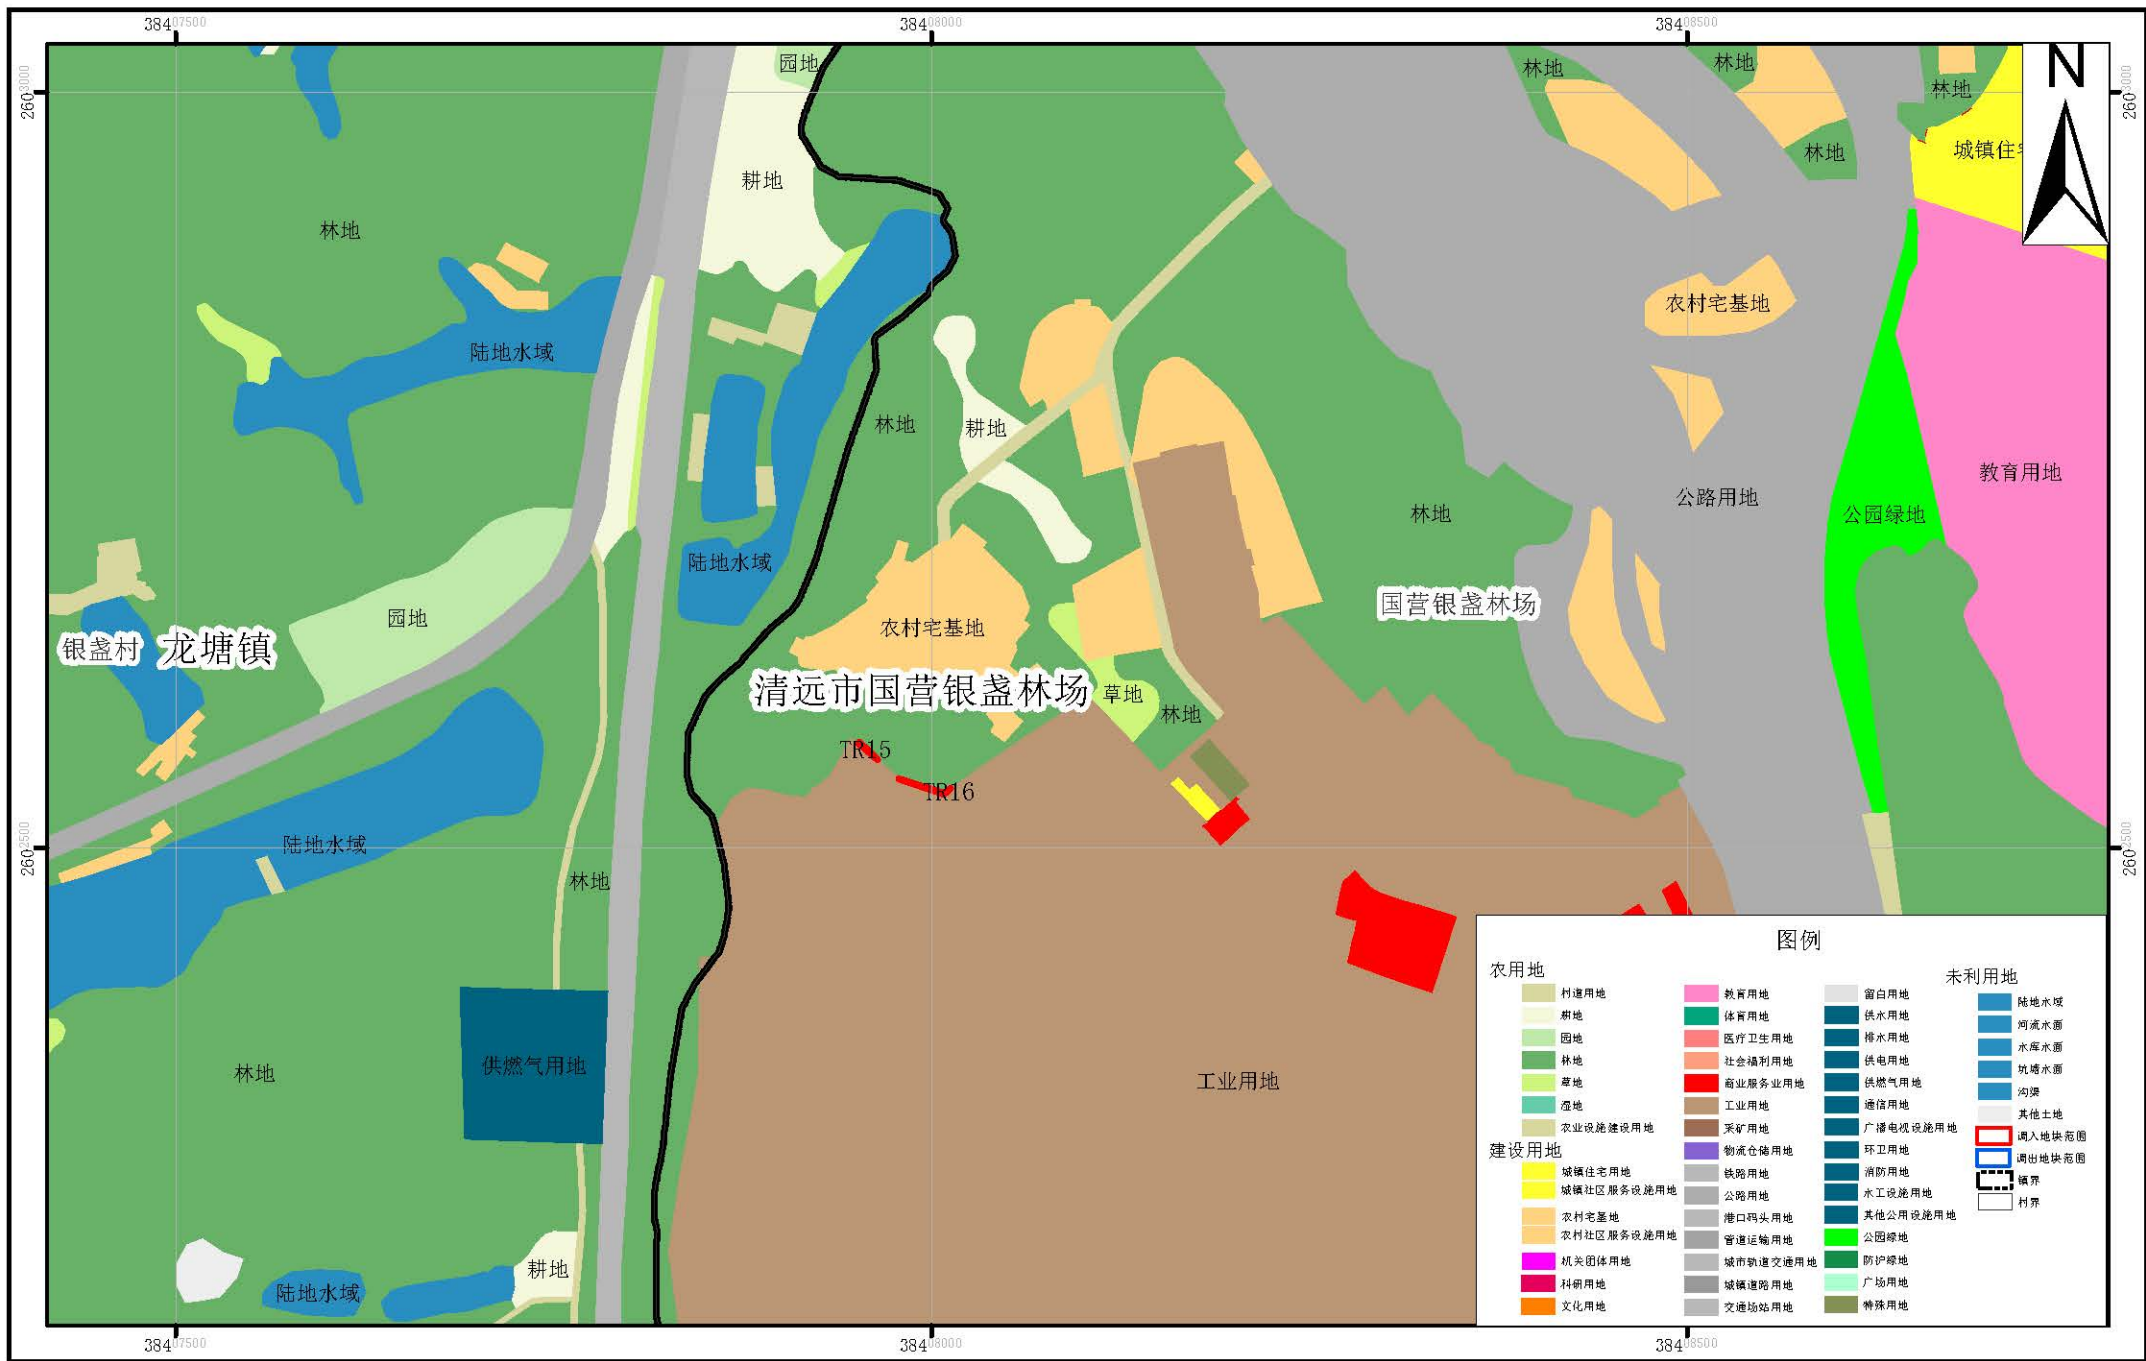 38407500
38408000
38408500
2603000
2603000
N
园地
林地
林地
林地
城镇住宅
林地
耕地
林地
农村宅基地
陆地水域
林地
耕地
教育用地
公路用地
林地
公园绿地
陆地水域
国营银盏林场
园地
农村宅基地
银盏村
龙塘镇
清远市国营银盏林场
草地
林地
TR15
TR16
2602500
2602500
陆地水域
林地
供燃气用地
林地
工业用地
耕地
陆地水域
图例
农用地
村道用地
耕地
园地
林地
草地
湿地
农业设施建设用地
建设用地
城镇住宅用地
城镇社区服务设施用地
农村宅基地
农村社区服务设施用地
机关团体用地
科研用地
文化用地
教育用地
体育用地
医疗卫生用地
社会福利用地
商业服务业用地
工业用地
采矿用地
物流仓储用地
铁路用地
公路用地
港口码头用地
管道运输用地
城市轨道交通用地
城镇道路用地
交通场站用地
留白用地
供水用地
排水用地
供电用地
供燃气用地
通信用地
广播电视设施用地
环卫用地
消防用地
水工设施用地
其他公用设施用地
公园绿地
防护绿地
广场用地
特殊用地
未利用地
陆地水域
河流水面
水库水面
坑塘水面
沟渠
其他土地
调入地块范围
调出地块范围
镇界
村界
38407500
38408000
38408500